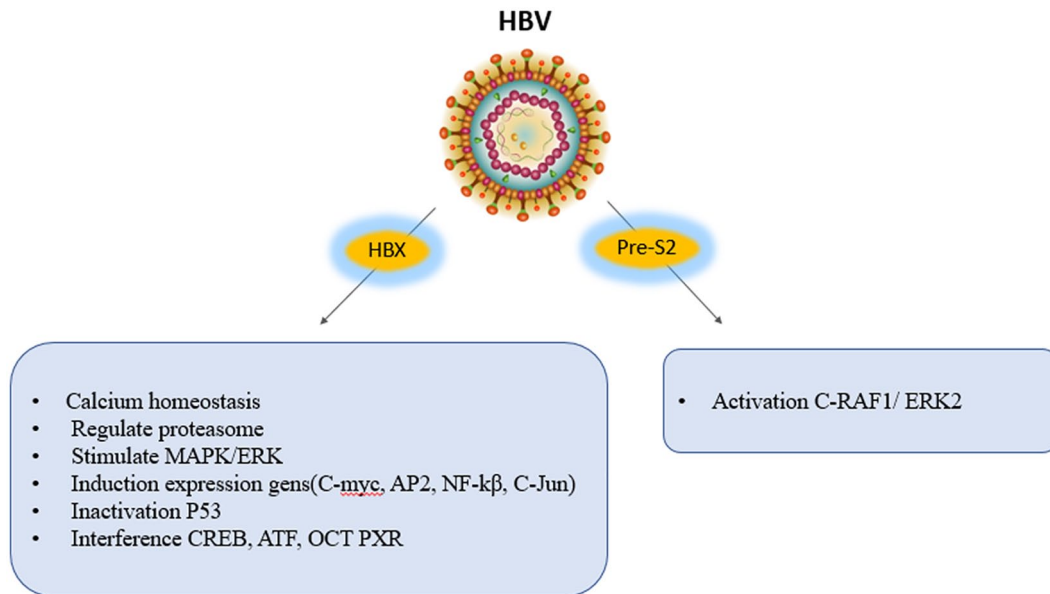 HBV
HBX
Pre-S2
• Calcium homeostasis
• Regulate proteasome
• Stimulate MAPK/ERK
• Induction expression gens(C-myc, AP2, NF-kβ, C-Jun)
• Inactivation P53
• Interference CREB, ATF, OCT PXR
• Activation C-RAF1/ ERK2